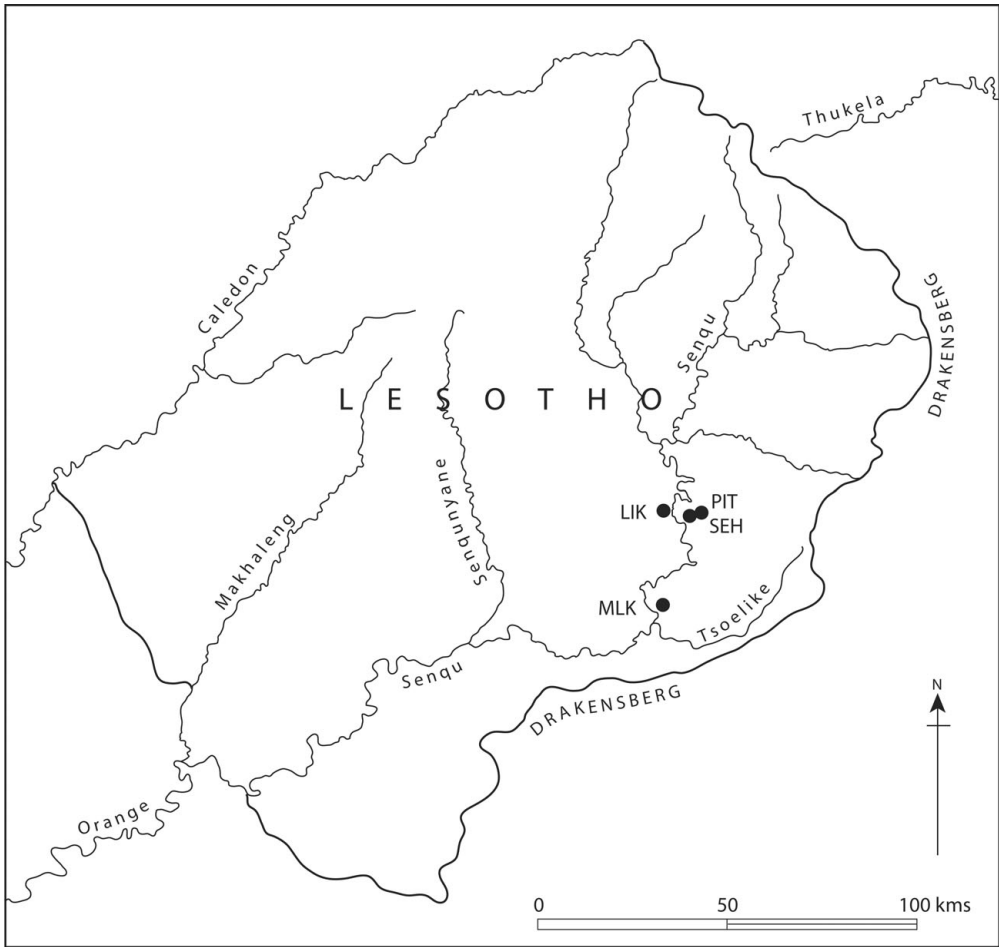 Thukela
Caledon
DRAKENSBERG
Senqu
LESOTHO
Senqunyane
PIT
LIK
SEH
Makhaleng
MLK
Tsoelike
Senqu
DRAKENSBERG
N
Orange
0 50 100 kms